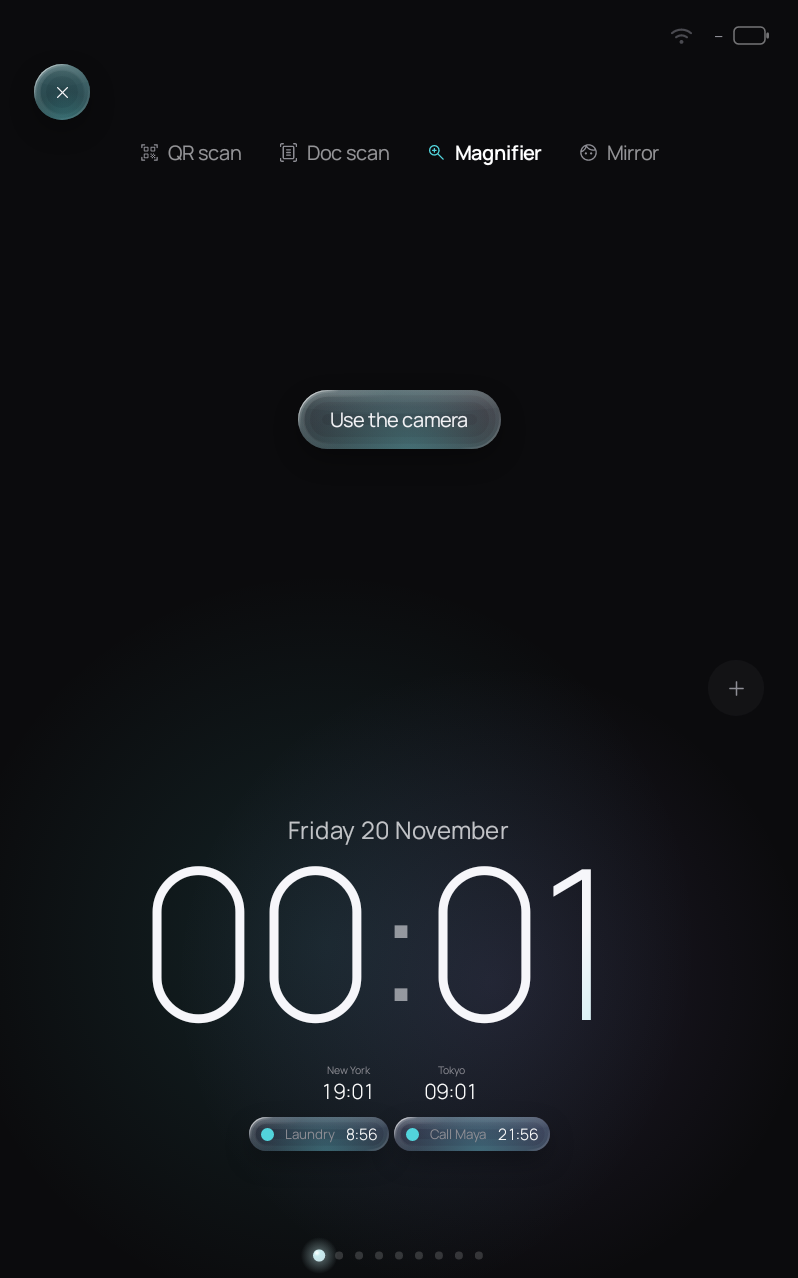 QR scan
Doc scan
Magnifier
Mirror
Use the camera
Friday 20 November
00:01
New York
Tokyo
19:01
09:01
Laundry 8:56
Call Maya 21:56